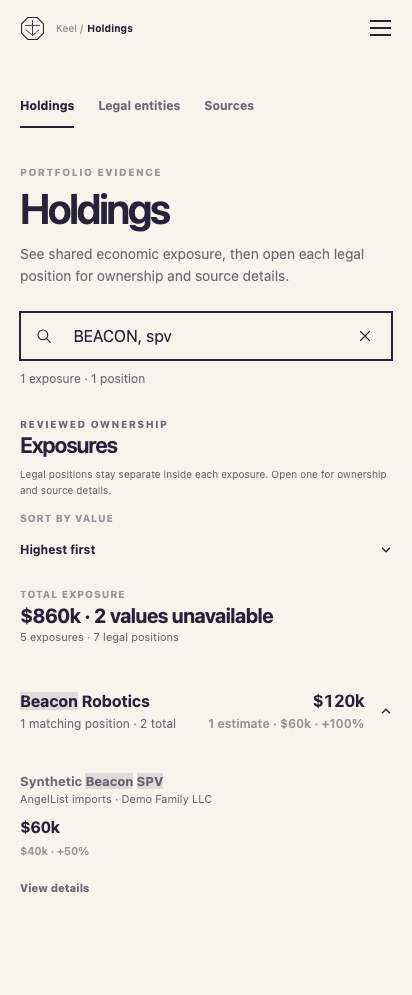 Keel / Holdings
Holdings Legal entities Sources
PORTFOLIO EVIDENCE
Holdings
See shared economic exposure, then open each legal
position for ownership and source details.
BEACON, spv
1 exposure · 1 position
REVIEWED OWNERSHIP
Exposures
Legal positions stay separate inside each exposure. Open one for ownership
and source details.
SORT BY VALUE
Highest first
TOTAL EXPOSURE
$860k · 2 values unavailable
5 exposures · 7 legal positions
Beacon Robotics $120k
1 matching position · 2 total 1 estimate · $60k · +100%
Synthetic Beacon SPV
AngelList imports · Demo Family LLC
$60k
$40k · +50%
View details